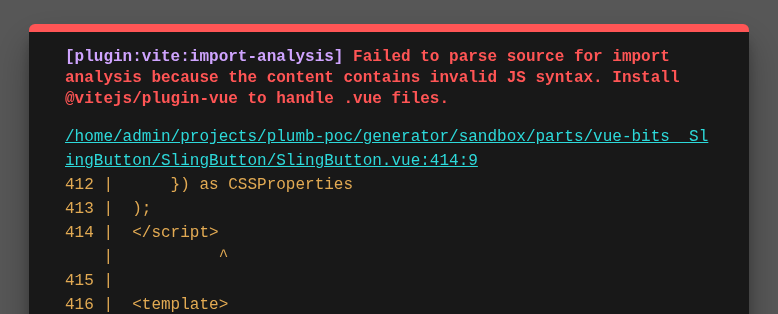 [plugin:vite:import-analysis] Failed to parse source for import
analysis because the content contains invalid JS syntax. Install
@vitejs/plugin-vue to handle .vue files.
/home/admin/projects/plumb-poc/generator/sandbox/parts/vue-bits__Sl
ingButton/SlingButton/SlingButton.vue:414:9
412 |      }) as CSSProperties
413 |  );
414 |  </script>
    |           ^
415 |
416 |  <template>